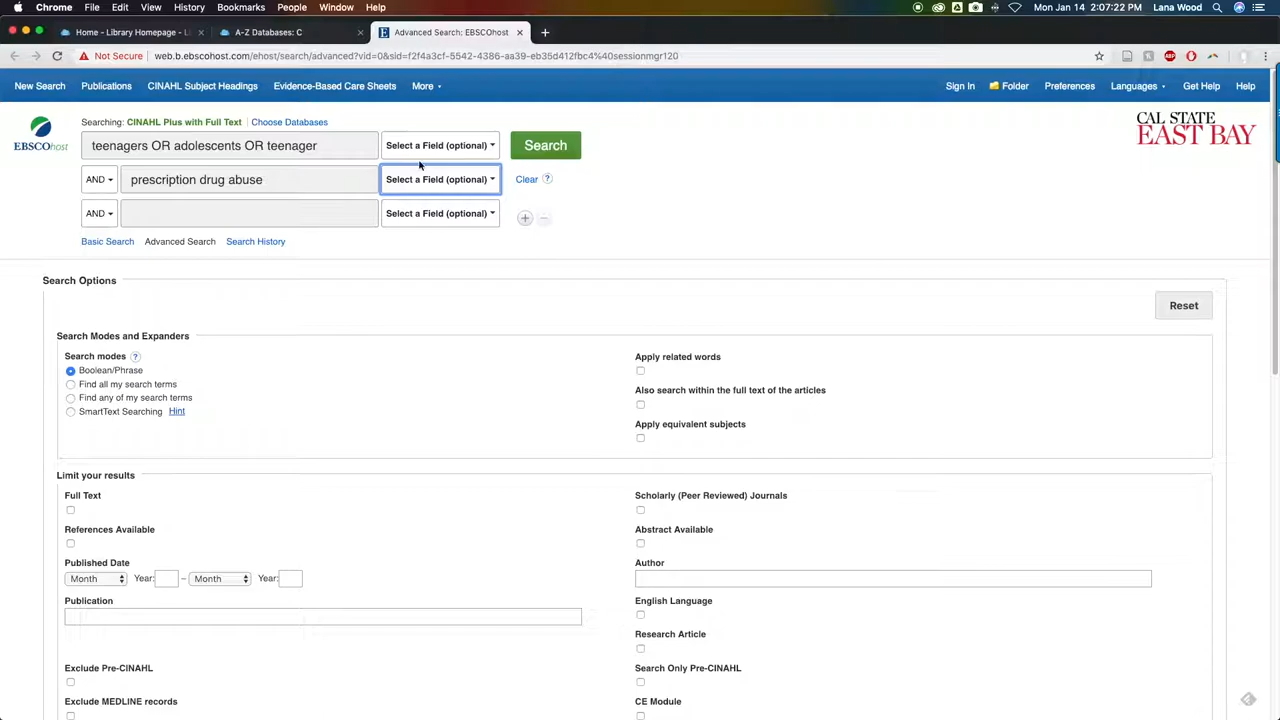 Chrome File Edit View History Bookmarks People Window Help Mon Jan 14 2:07:22 PM Lana Wood
Home - Library Homepage - Li × A-Z Databases: C × Advanced Search: EBSCOhost × +
Not Secure web.b.ebscohost.com/ehost/search/advanced?vid=0&sid=f2f4a3cf-5542-4386-aa39-eb35d412fbc4%40sessionmgr120
New Search Publications CINAHL Subject Headings Evidence-Based Care Sheets More Sign In Folder Preferences Languages Get Help Help
Searching: CINAHL Plus with Full Text Choose Databases
EBSCOhost
teenagers OR adolescents OR teenager Select a Field (optional) Search
CAL STATE
EAST BAY
AND prescription drug abuse Select a Field (optional) Clear ?
AND Select a Field (optional) + −
Basic Search Advanced Search Search History
Search Options
Reset
Search Modes and Expanders
Search modes ?
Boolean/Phrase
Find all my search terms
Find any of my search terms
SmartText Searching Hint
Apply related words
Also search within the full text of the articles
Apply equivalent subjects
Limit your results
Full Text
References Available
Published Date
Month Year: – Month Year:
Publication
Exclude Pre-CINAHL
Exclude MEDLINE records
Scholarly (Peer Reviewed) Journals
Abstract Available
Author
English Language
Research Article
Search Only Pre-CINAHL
CE Module